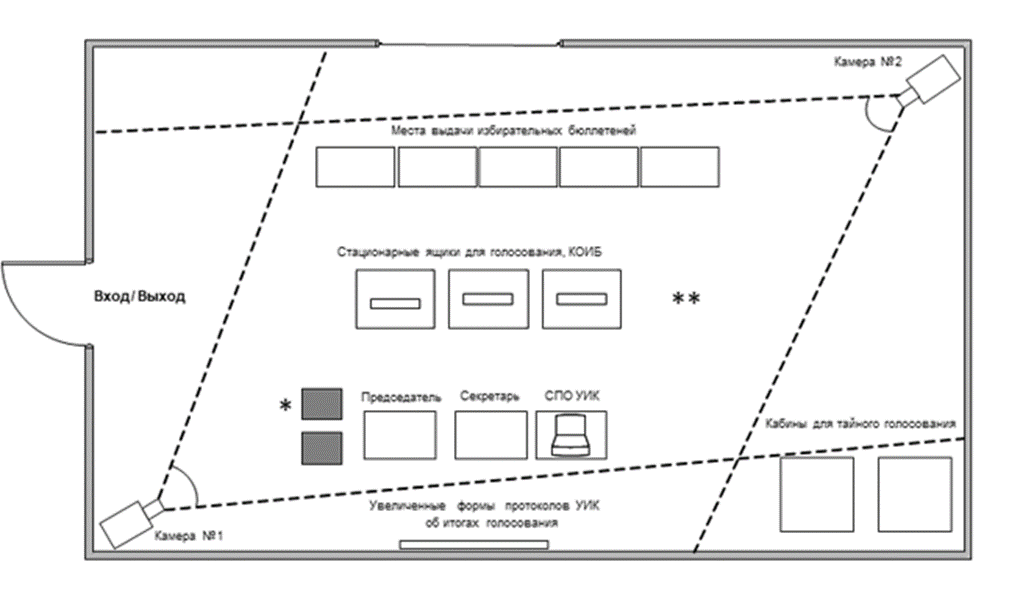 Камера №2
Места выдачи избирательных бюллетеней
Стационарные ящики для голосования, КОИБ
Вход/Выход
**
*
Председатель
Секретарь
СПО УИК
Кабины для тайного голосования
Увеличенные формы протоколов УИК
об итогах голосования
Камера №1